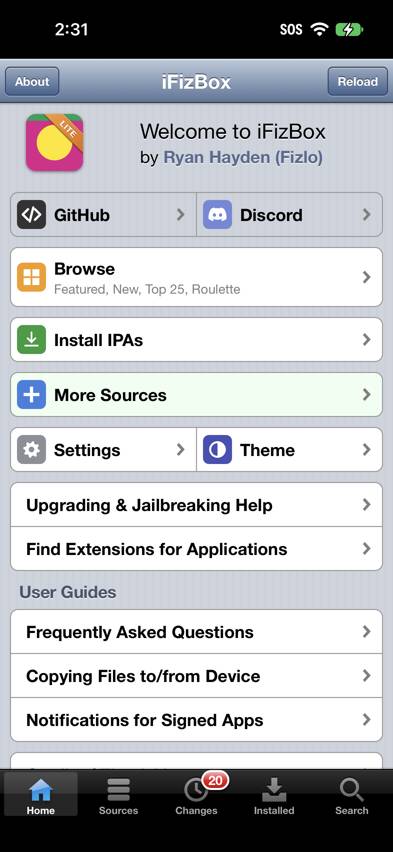 2:31
SOS
About
iFizBox
Reload
LITE
Welcome to iFizBox
by Ryan Hayden (Fizlo)
GitHub
Discord
Browse
Featured, New, Top 25, Roulette
Install IPAs
More Sources
Settings
Theme
Upgrading & Jailbreaking Help
Find Extensions for Applications
User Guides
Frequently Asked Questions
Copying Files to/from Device
Notifications for Signed Apps
20
Home
Sources
Changes
Installed
Search